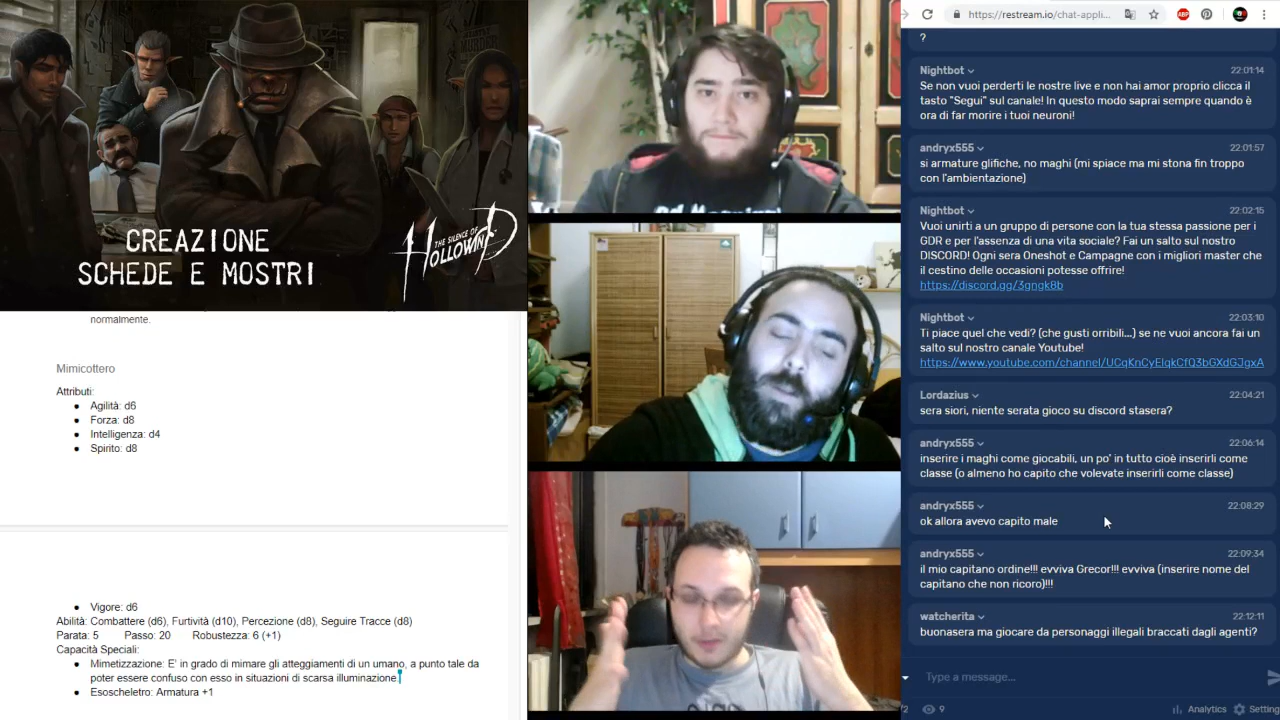 CREAZIONE
SCHEDE E MOSTRI
THE SILENCE OF
HOLLOWIND
normalmente.
Mimicottero
Attributi:
● Agilità: d6
● Forza: d8
● Intelligenza: d4
● Spirito: d8
● Vigore: d6
Abilità: Combattere (d6), Furtività (d10), Percezione (d8), Seguire Tracce (d8)
Parata: 5 Passo: 20 Robustezza: 6 (+1)
Capacità Speciali:
● Mimetizzazione: E' in grado di mimare gli atteggiamenti di un umano, a punto tale da
poter essere confuso con esso in situazioni di scarsa illuminazione.
● Esoscheletro: Armatura +1
https://restream.io/chat-appli...
ABP
?
Nightbot 22:01:14
Se non vuoi perderti le nostre live e non hai amor proprio clicca il
tasto "Segui" sul canale! In questo modo saprai sempre quando è
ora di far morire i tuoi neuroni!
andryx555 22:01:57
si armature glifiche, no maghi (mi spiace ma mi stona fin troppo
con l'ambientazione)
Nightbot 22:02:15
Vuoi unirti a un gruppo di persone con la tua stessa passione per i
GDR e per l'assenza di una vita sociale? Fai un salto sul nostro
DISCORD! Ogni sera Oneshot e Campagne con i migliori master che
il cestino delle occasioni potesse offrire!
https://discord.gg/3gngk8b
Nightbot 22:03:10
Ti piace quel che vedi? (che gusti orribili...) se ne vuoi ancora fai un
salto sul nostro canale Youtube!
https://www.youtube.com/channel/UCqKnCyElqkCfQ3bGXdGJgxA
Lordazius 22:04:21
sera siori, niente serata gioco su discord stasera?
andryx555 22:06:14
inserire i maghi come giocabili, un po' in tutto cioè inserirli come
classe (o almeno ho capito che volevate inserirli come classe)
andryx555 22:08:29
ok allora avevo capito male
andryx555 22:09:34
il mio capitano ordine!!! evviva Grecor!!! evviva (inserire nome del
capitano che non ricoro)!!!
watcherita 22:12:11
buonasera ma giocare da personaggi illegali braccati dagli agenti?
Type a message...
9 Analytics Setting